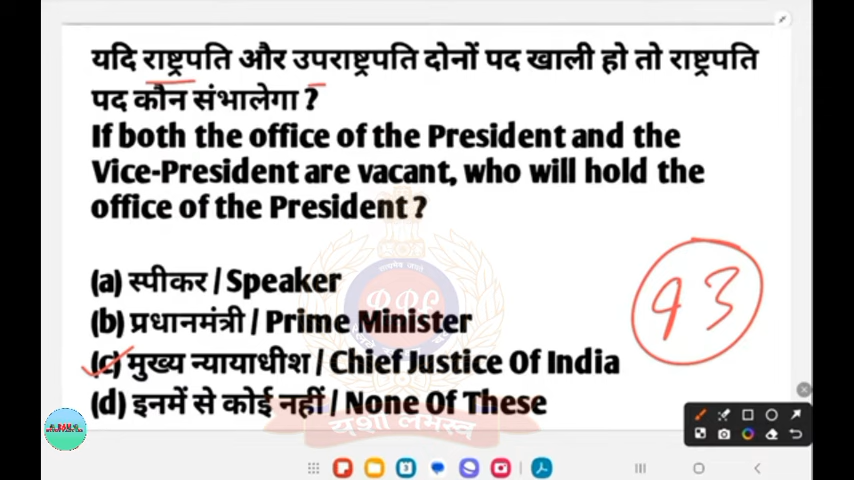 यदि राष्ट्रपति और उपराष्ट्रपति दोनों पद खाली हो तो राष्ट्रपति
पद कौन संभालेगा ?
If both the office of the President and the
Vice-President are vacant, who will hold the
office of the President ?
(a) स्पीकर / Speaker
(b) प्रधानमंत्री / Prime Minister
(c) मुख्य न्यायाधीश / Chief Justice Of India
(d) इनमें से कोई नहीं / None Of These
93
यशो लभस्व